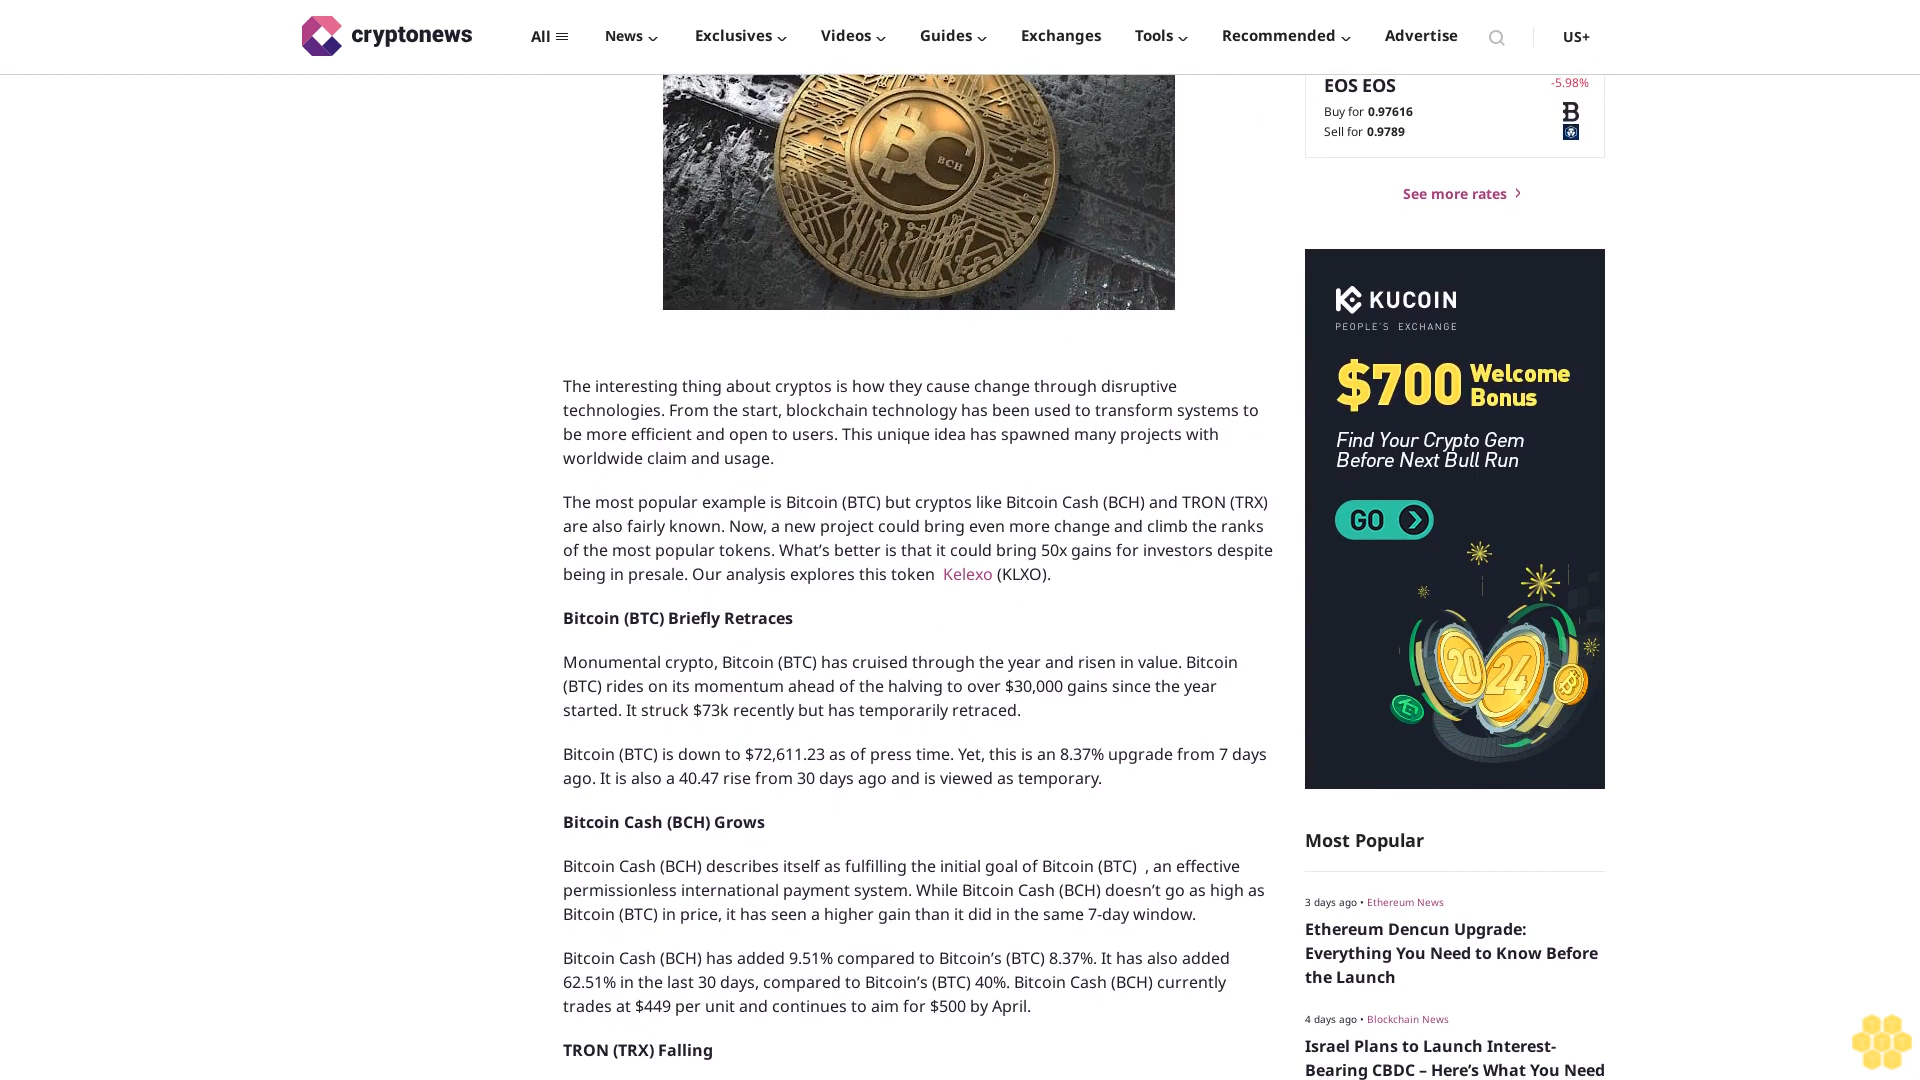 cryptonews
All
News
Exclusives
Videos
Guides
Exchanges
Tools
Recommended
Advertise
US+
BCH
The interesting thing about cryptos is how they cause change through disruptive
technologies. From the start, blockchain technology has been used to transform systems to
be more efficient and open to users. This unique idea has spawned many projects with
worldwide claim and usage.
The most popular example is Bitcoin (BTC) but cryptos like Bitcoin Cash (BCH) and TRON (TRX)
are also fairly known. Now, a new project could bring even more change and climb the ranks
of the most popular tokens. What’s better is that it could bring 50x gains for investors despite
being in presale. Our analysis explores this token  Kelexo (KLXO).
Bitcoin (BTC) Briefly Retraces
Monumental crypto, Bitcoin (BTC) has cruised through the year and risen in value. Bitcoin
(BTC) rides on its momentum ahead of the halving to over $30,000 gains since the year
started. It struck $73k recently but has temporarily retraced.
Bitcoin (BTC) is down to $72,611.23 as of press time. Yet, this is an 8.37% upgrade from 7 days
ago. It is also a 40.47 rise from 30 days ago and is viewed as temporary.
Bitcoin Cash (BCH) Grows
Bitcoin Cash (BCH) describes itself as fulfilling the initial goal of Bitcoin (BTC)  , an effective
permissionless international payment system. While Bitcoin Cash (BCH) doesn’t go as high as
Bitcoin (BTC) in price, it has seen a higher gain than it did in the same 7-day window.
Bitcoin Cash (BCH) has added 9.51% compared to Bitcoin’s (BTC) 8.37%. It has also added
62.51% in the last 30 days, compared to Bitcoin’s (BTC) 40%. Bitcoin Cash (BCH) currently
trades at $449 per unit and continues to aim for $500 by April.
TRON (TRX) Falling
EOS EOS
-5.98%
Buy for 0.97616
Sell for 0.9789
See more rates
KUCOIN
PEOPLE'S EXCHANGE
$700 Welcome
Bonus
Find Your Crypto Gem
Before Next Bull Run
GO
20 24
Most Popular
3 days ago • Ethereum News
Ethereum Dencun Upgrade:
Everything You Need to Know Before
the Launch
4 days ago • Blockchain News
Israel Plans to Launch Interest-
Bearing CBDC – Here’s What You Need